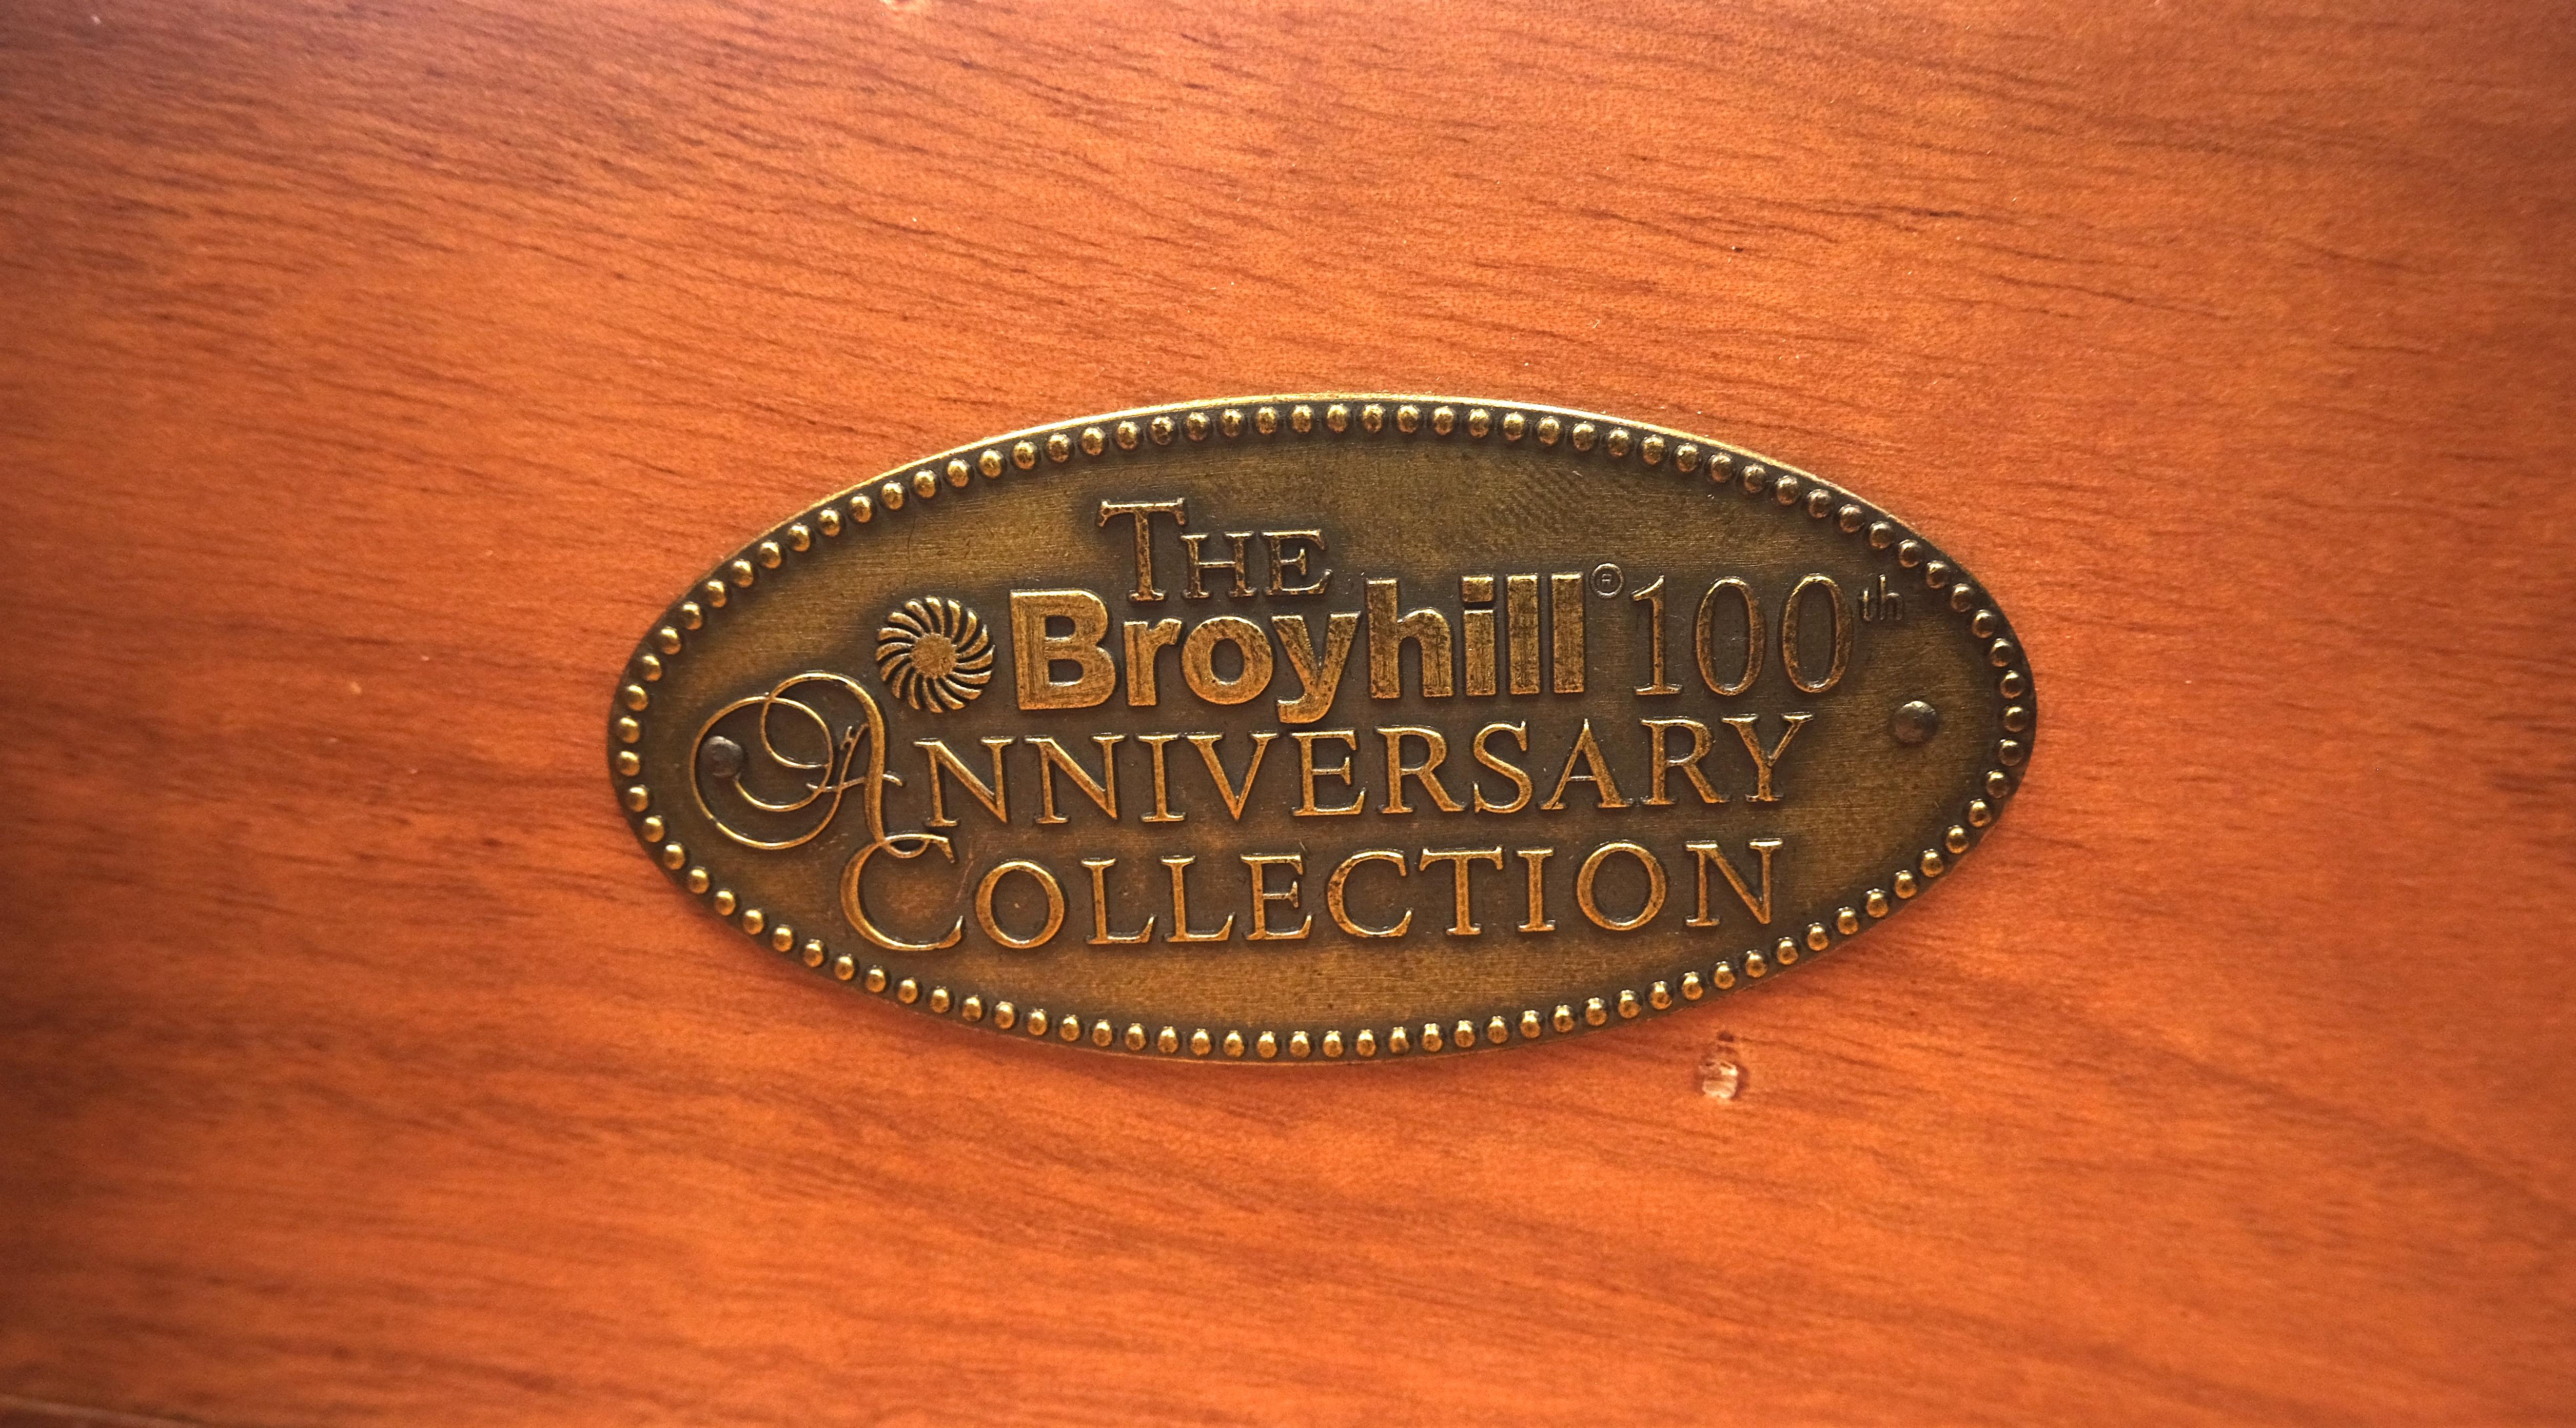 THE
Broyhill® 100th
ANNIVERSARY
COLLECTION